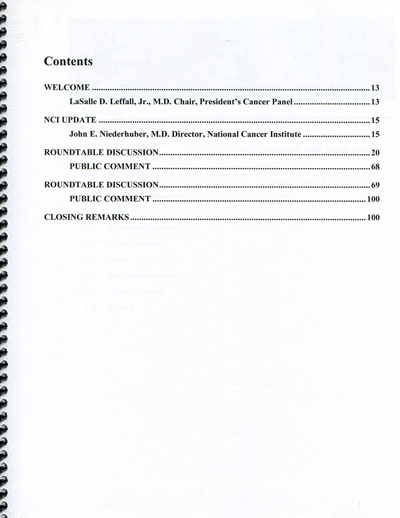 Contents
WELCOME ........................................................ 13
LaSalle D. Leffall, Jr., M.D. Chair, President's Cancer Panel ........................ 13
NCI UPDATE ........................................................ 15
John E. Niederhuber, M.D. Director, National Cancer Institute ........................ 15
ROUNDTABLE DISCUSSION ........................................................ 20
PUBLIC COMMENT ........................................................ 68
ROUNDTABLE DISCUSSION ........................................................ 69
PUBLIC COMMENT ........................................................ 100
CLOSING REMARKS ........................................................ 100